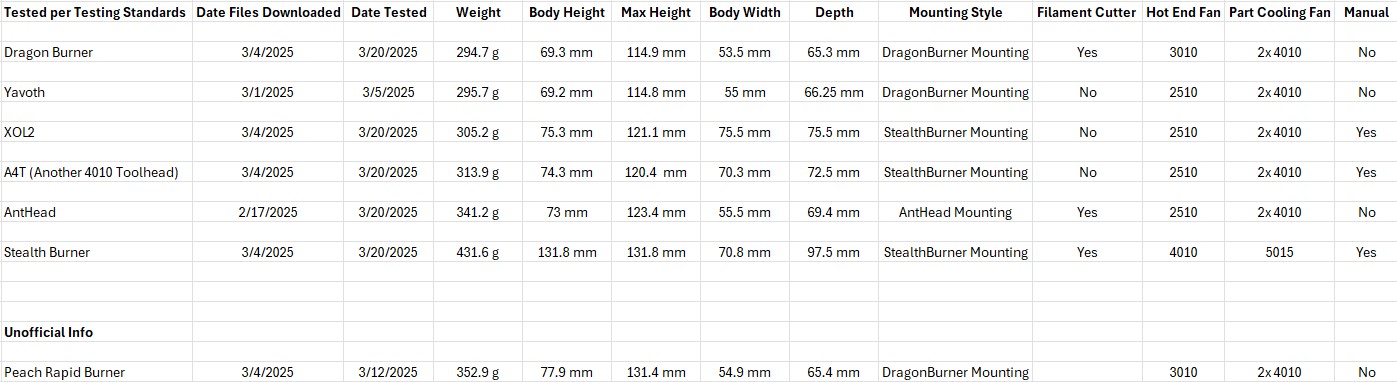 Tested per Testing Standards Date Files Downloaded Date Tested Weight Body Height Max Height Body Width Depth Mounting Style Filament Cutter Hot End Fan Part Cooling Fan Manual
Dragon Burner 3/4/2025 3/20/2025 294.7 g 69.3 mm 114.9 mm 53.5 mm 65.3 mm DragonBurner Mounting Yes 3010 2x 4010 No
Yavoth 3/1/2025 3/5/2025 295.7 g 69.2 mm 114.8 mm 55 mm 66.25 mm DragonBurner Mounting No 2510 2x 4010 No
XOL2 3/4/2025 3/20/2025 305.2 g 75.3 mm 121.1 mm 75.5 mm 75.5 mm StealthBurner Mounting No 2510 2x 4010 Yes
A4T (Another 4010 Toolhead) 3/4/2025 3/20/2025 313.9 g 74.3 mm 120.4 mm 70.3 mm 72.5 mm StealthBurner Mounting No 2510 2x 4010 Yes
AntHead 2/17/2025 3/20/2025 341.2 g 73 mm 123.4 mm 55.5 mm 69.4 mm AntHead Mounting Yes 2510 2x 4010 No
Stealth Burner 3/4/2025 3/20/2025 431.6 g 131.8 mm 131.8 mm 70.8 mm 97.5 mm StealthBurner Mounting Yes 4010 5015 Yes
Unofficial Info
Peach Rapid Burner 3/4/2025 3/12/2025 352.9 g 77.9 mm 131.4 mm 54.9 mm 65.4 mm DragonBurner Mounting 3010 2x 4010 No